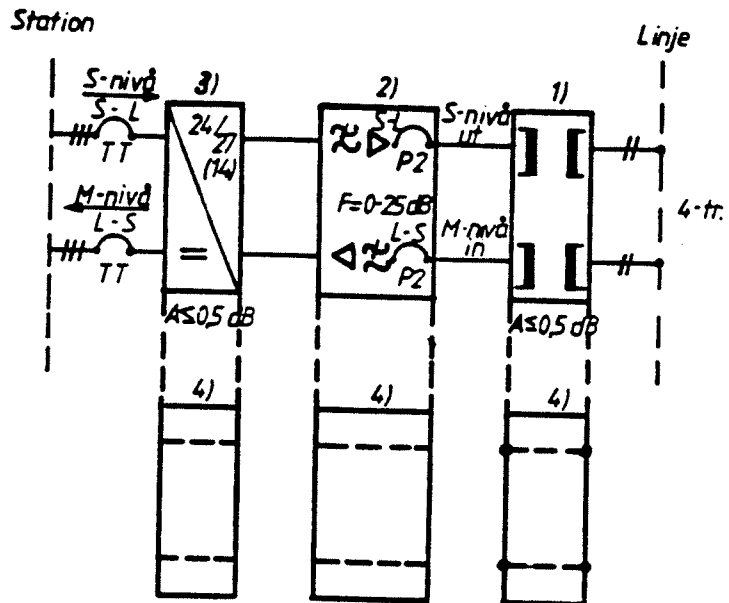 Station
Linje
S-nivå
S-L
TT
M-nivå
L-S
TT
3)
24/
27
(14)
=
A≤0,5 dB
2)
S-L
P2
F=0-25dB
L-S
P2
S-nivå
ut
M-nivå
in
1)
A≤0,5 dB
4-tr.
4)
4)
4)